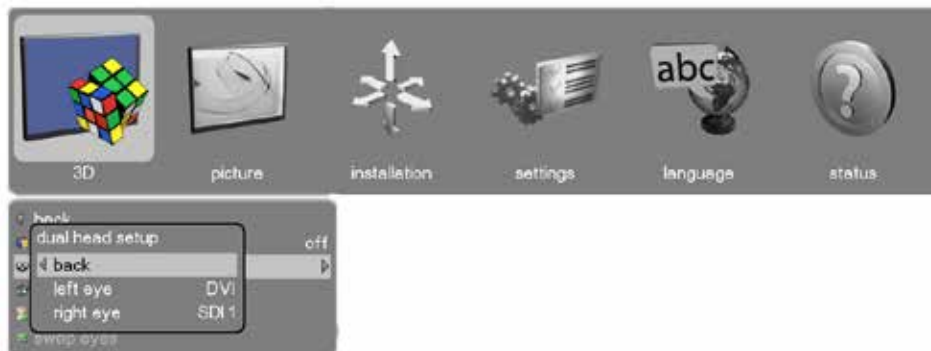 abc
?
3D picture installation settings language status
back
dual head setup
off
back
left eye DVI
right eye SDI 1
swap eyes